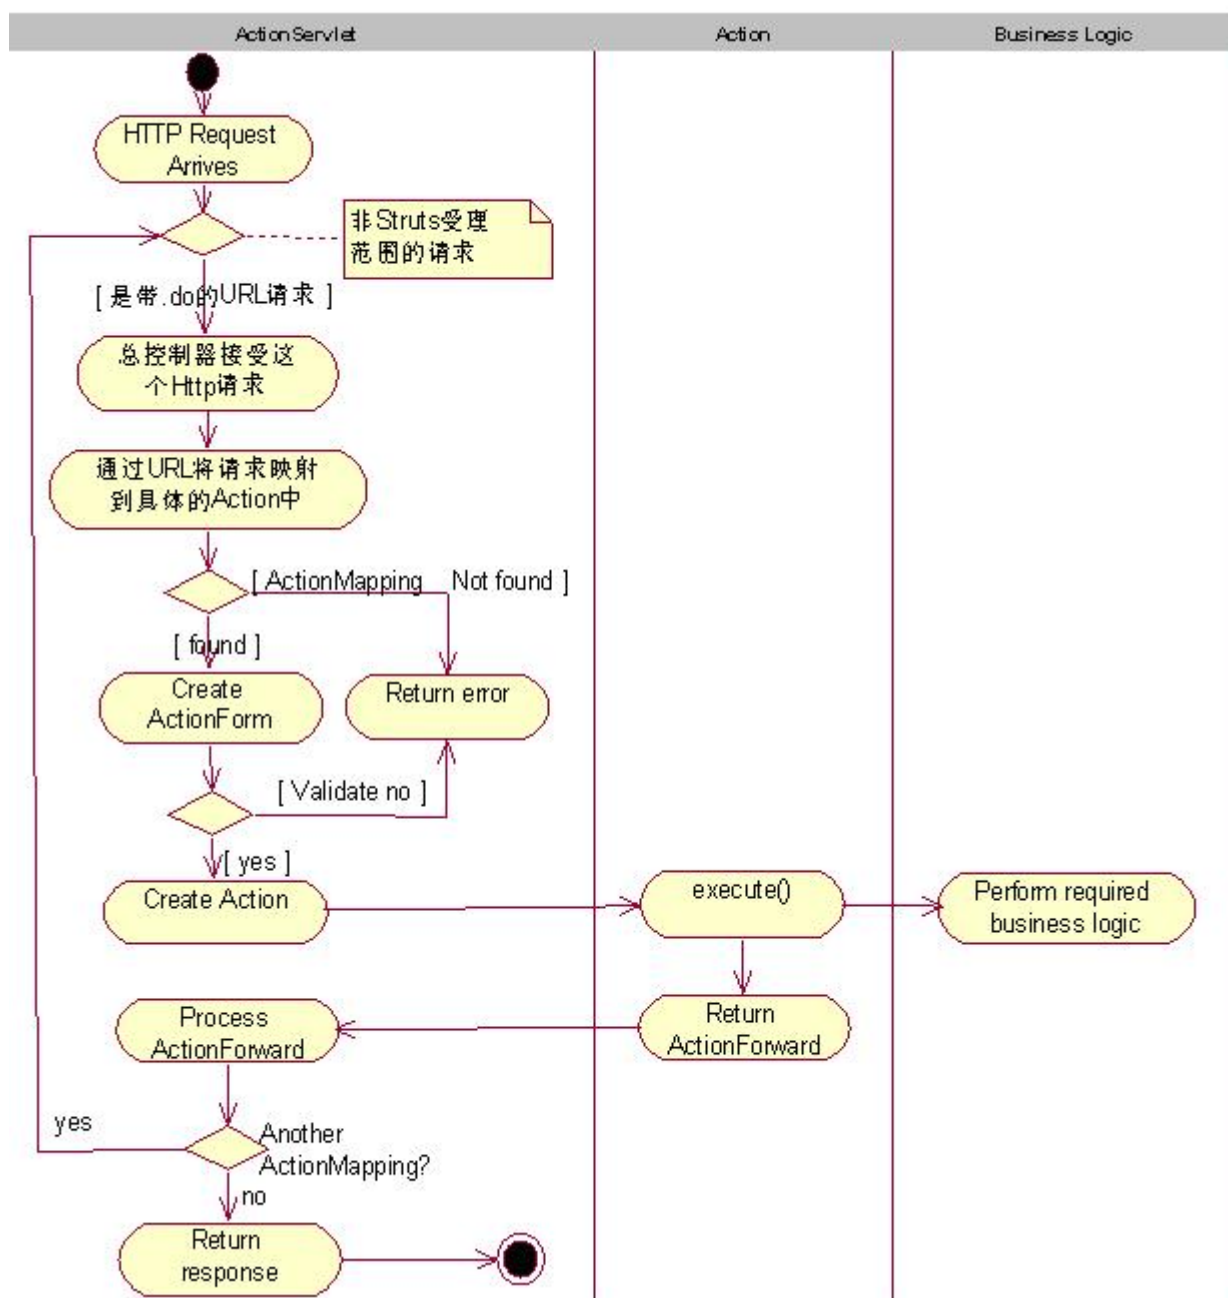 ActionServlet
Action
Business Logic
HTTP Request
Arrives
非Struts受理
范围的请求
[ 是带.do的URL请求 ]
总控制器接受这
个Http请求
通过URL将请求映射
到具体的Action中
[ ActionMapping Not found ]
[ found ]
Create
ActionForm
Return error
[ Validate no ]
[ yes ]
Create Action
execute()
Perform required
business logic
Process
ActionForward
Return
ActionForward
yes
Another
ActionMapping?
no
Return
response